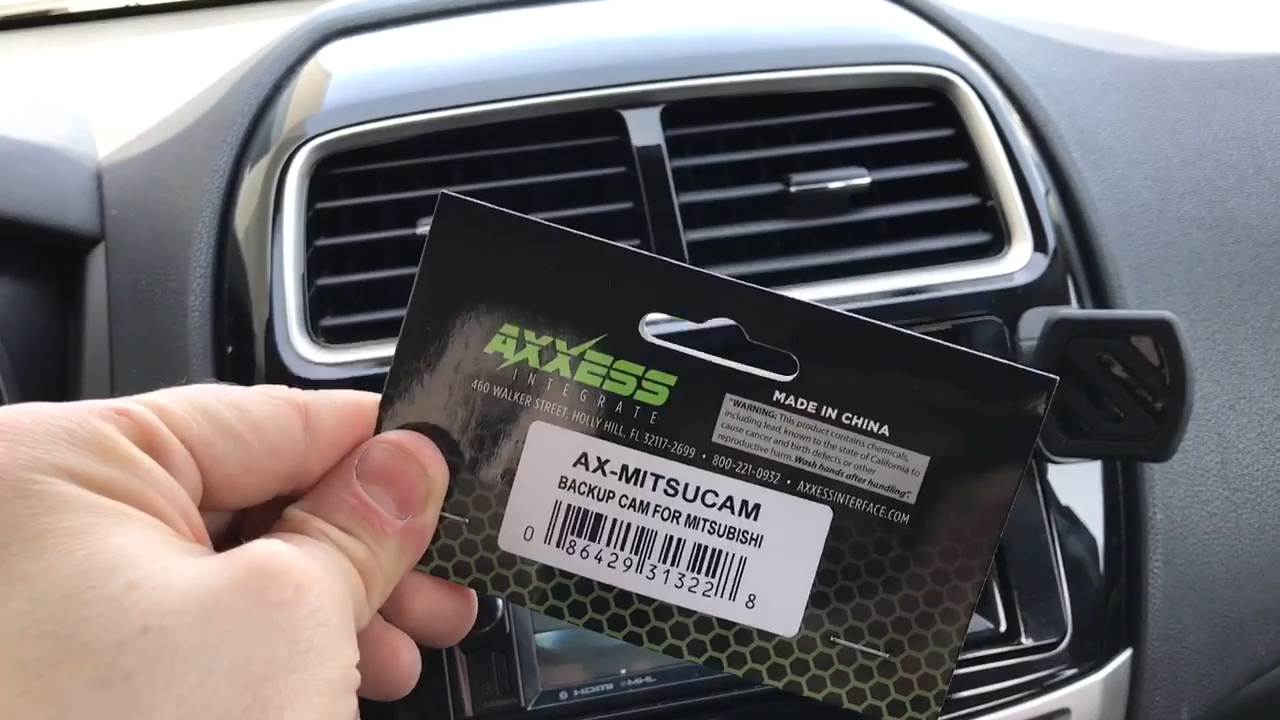 AXXESS
INTEGRATE
460 WALKER STREET, HOLLY HILL, FL 32117-2699 • 800-221-0932 • AXXESSINTERFACE.COM
MADE IN CHINA
"WARNING: This product contains chemicals,
including lead, known to the state of California to
cause cancer and birth defects or other
reproductive harm. Wash hands after handling".
AX-MITSUCAM
BACKUP CAM FOR MITSUBISHI
0 86429 31322 8
HDMI MHL
GARMIN